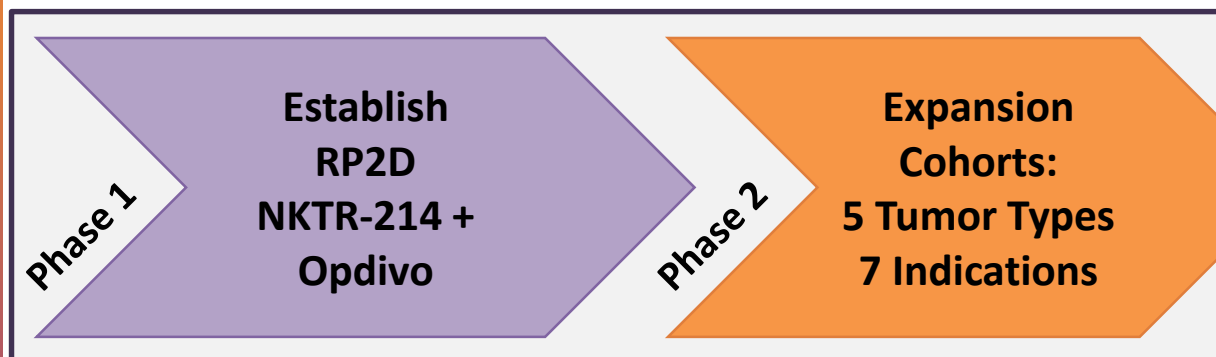 Phase 1
Establish
RP2D
NKTR-214 +
Opdivo
Phase 2
Expansion
Cohorts:
5 Tumor Types
7 Indications